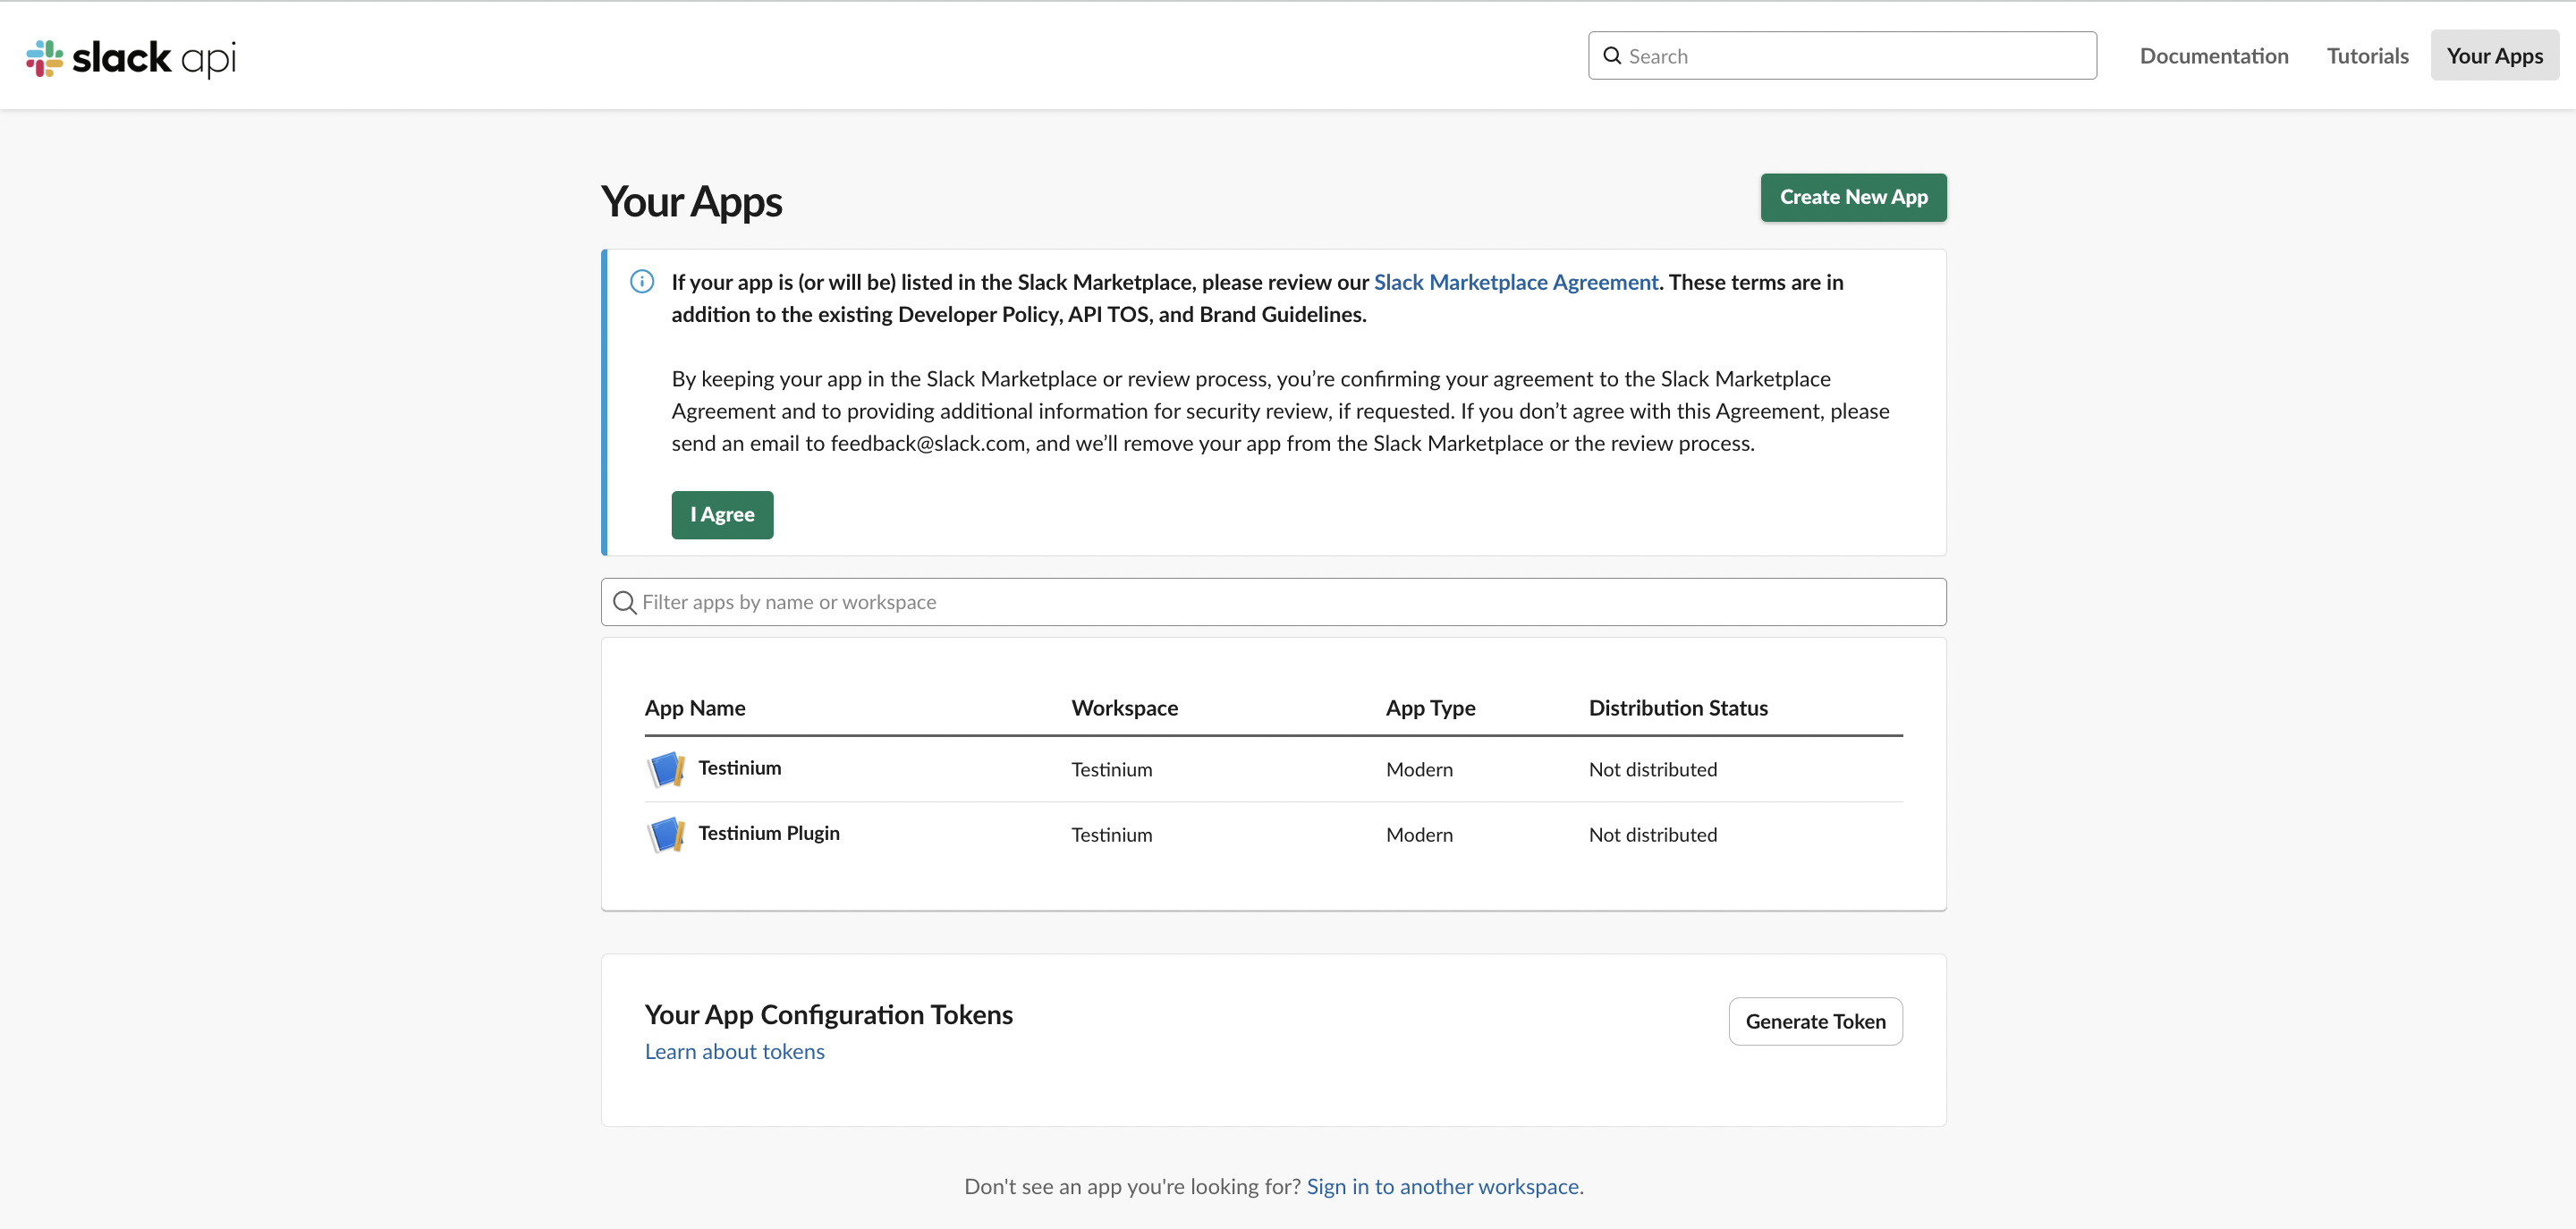 slack api
Search
Documentation
Tutorials
Your Apps
Your Apps
Create New App
If your app is (or will be) listed in the Slack Marketplace, please review our Slack Marketplace Agreement. These terms are in
addition to the existing Developer Policy, API TOS, and Brand Guidelines.
By keeping your app in the Slack Marketplace or review process, you’re confirming your agreement to the Slack Marketplace
Agreement and to providing additional information for security review, if requested. If you don’t agree with this Agreement, please
send an email to feedback@slack.com, and we’ll remove your app from the Slack Marketplace or the review process.
I Agree
Filter apps by name or workspace
App Name Workspace App Type Distribution Status
Testinium Testinium Modern Not distributed
Testinium Plugin Testinium Modern Not distributed
Your App Configuration Tokens
Generate Token
Learn about tokens
Don't see an app you're looking for? Sign in to another workspace.